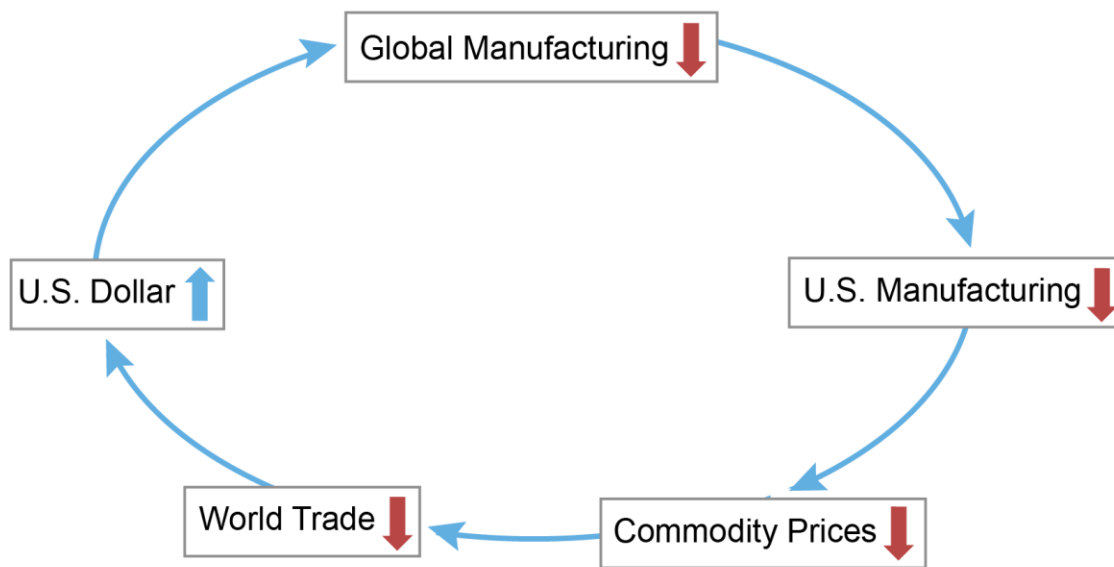 Global Manufacturing
U.S. Dollar
U.S. Manufacturing
World Trade
Commodity Prices